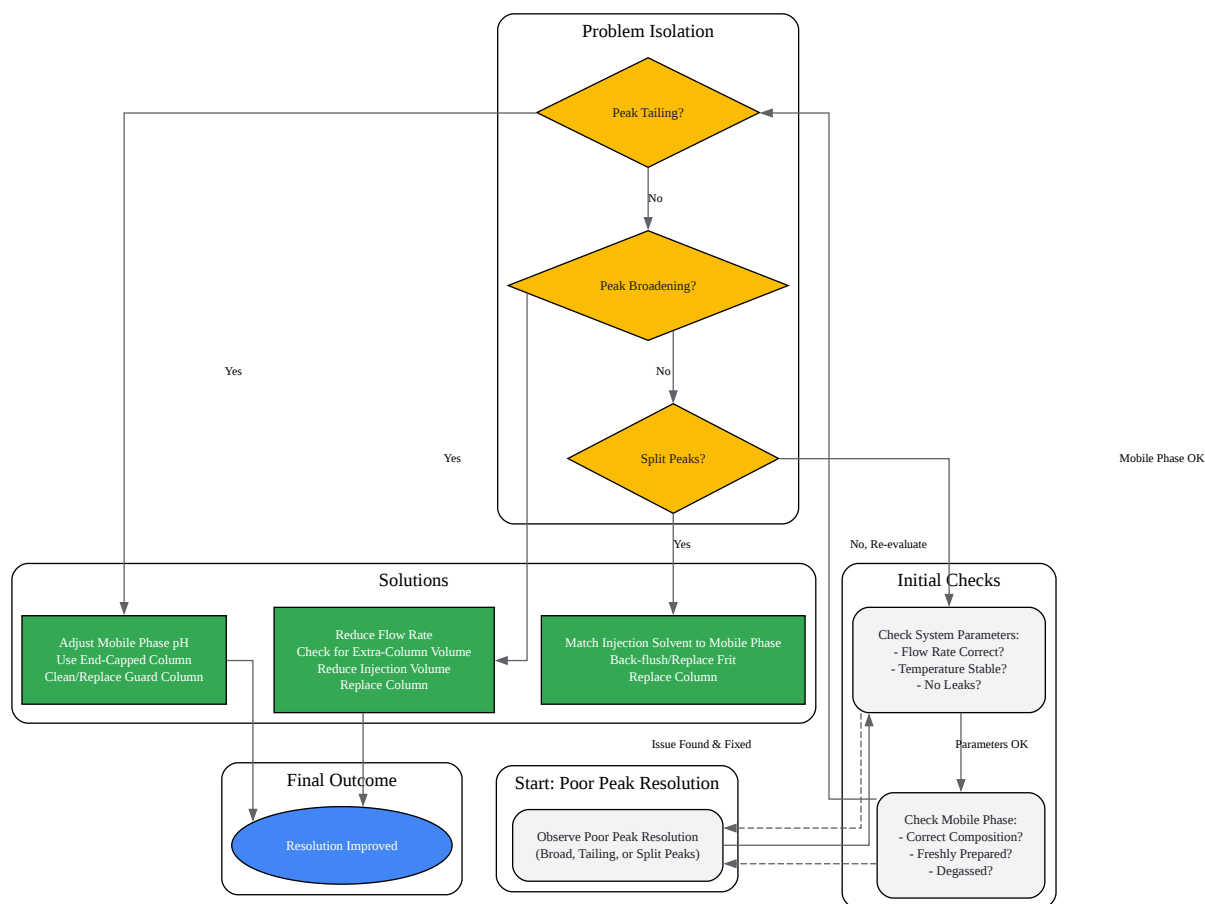 Problem Isolation
Peak Tailing?
No
Peak Broadening?
Yes
No
Yes
Split Peaks?
Mobile Phase OK
Yes
No, Re-evaluate
Solutions
Initial Checks
Adjust Mobile Phase pH
Use End-Capped Column
Clean/Replace Guard Column
Reduce Flow Rate
Check for Extra-Column Volume
Reduce Injection Volume
Replace Column
Match Injection Solvent to Mobile Phase
Back-flush/Replace Frit
Replace Column
Check System Parameters:
- Flow Rate Correct?
- Temperature Stable?
- No Leaks?
Issue Found & Fixed
Parameters OK
Final Outcome
Start: Poor Peak Resolution
Resolution Improved
Observe Poor Peak Resolution
(Broad, Tailing, or Split Peaks)
Check Mobile Phase:
- Correct Composition?
- Freshly Prepared?
- Degassed?